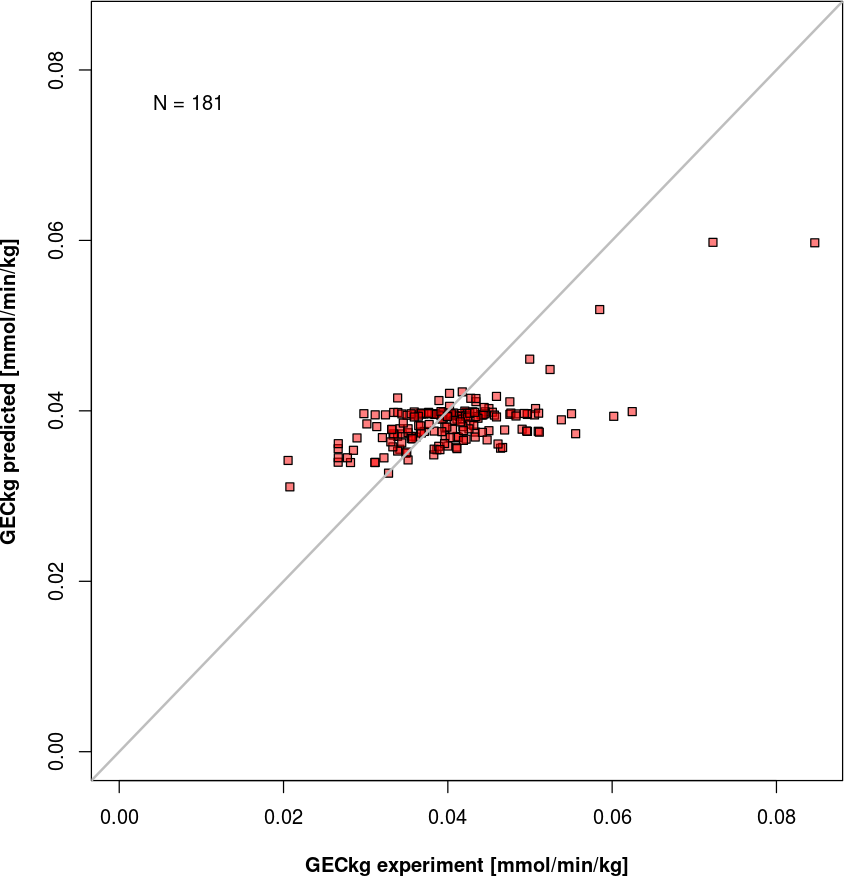 N = 181
GECkg predicted [mmol/min/kg]
0.08
0.06
0.04
0.02
0.00
0.00 0.02 0.04 0.06 0.08
GECkg experiment [mmol/min/kg]